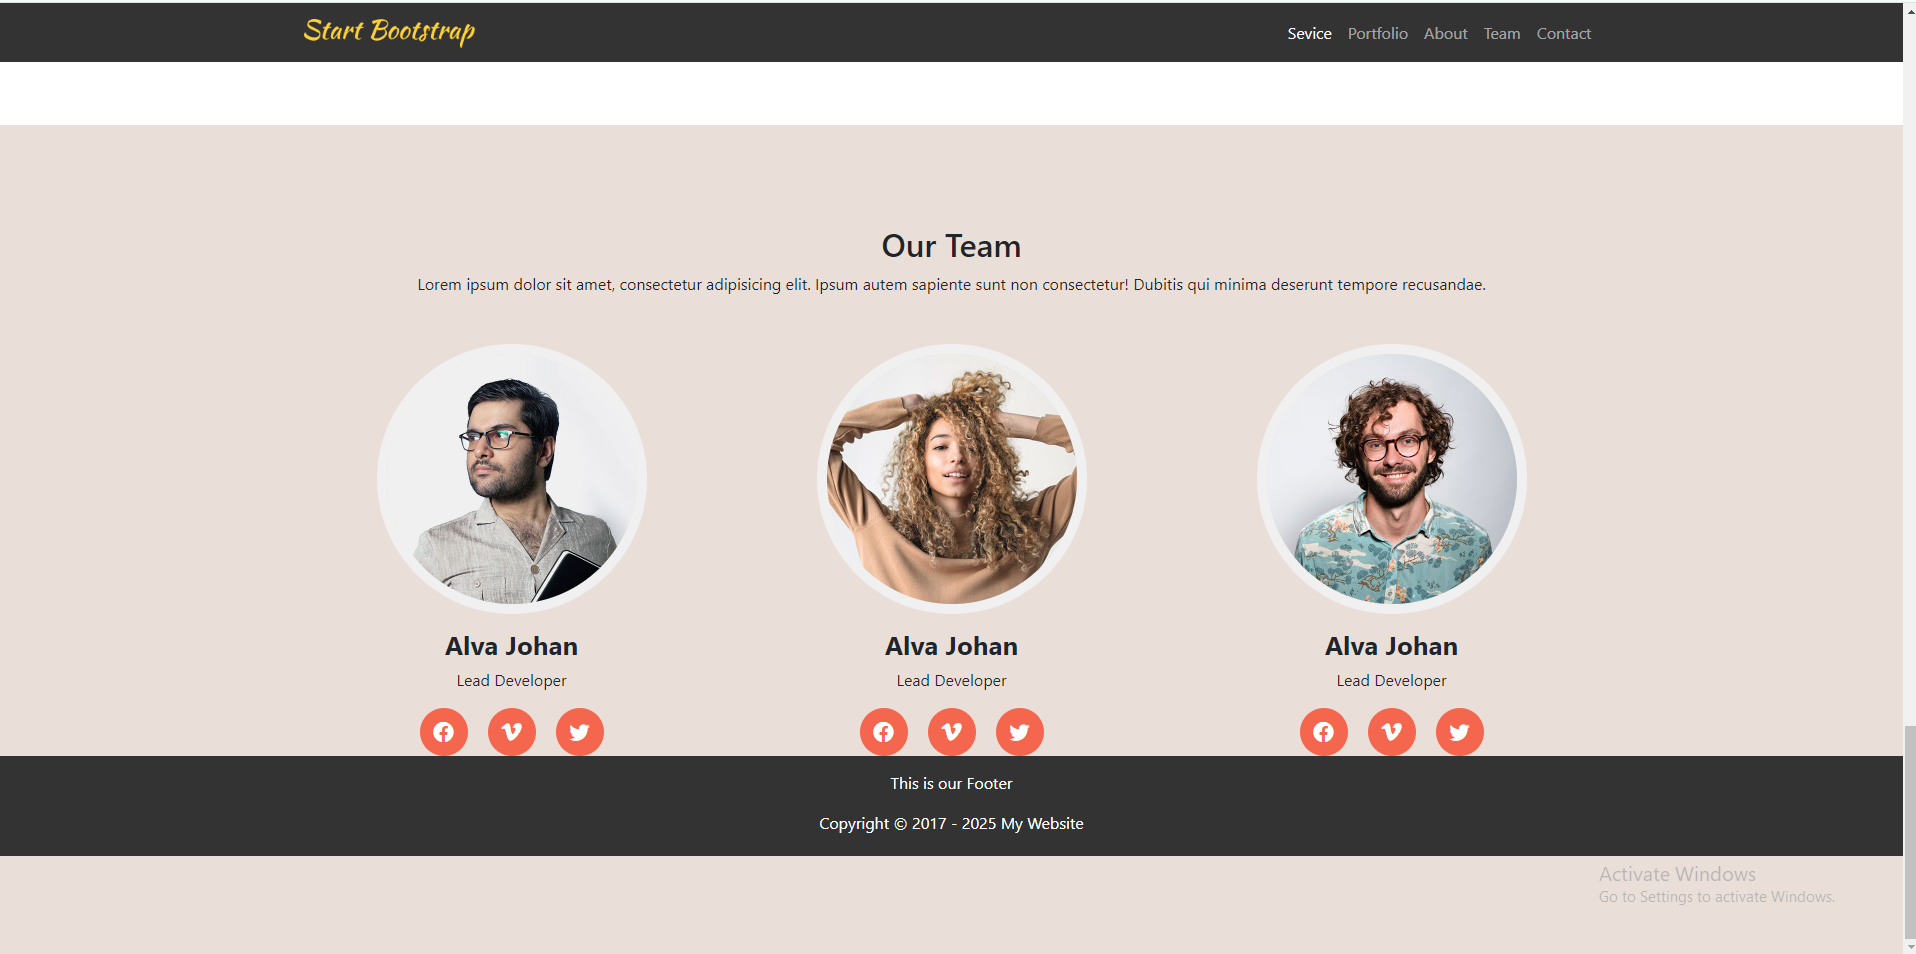 Start Bootstrap
Sevice Portfolio About Team Contact
Our Team
Lorem ipsum dolor sit amet, consectetur adipisicing elit. Ipsum autem sapiente sunt non consectetur! Dubitis qui minima deserunt tempore recusandae.
Alva Johan Alva Johan Alva Johan
Lead Developer Lead Developer Lead Developer
This is our Footer
Copyright © 2017 - 2025 My Website
Activate Windows
Go to Settings to activate Windows.